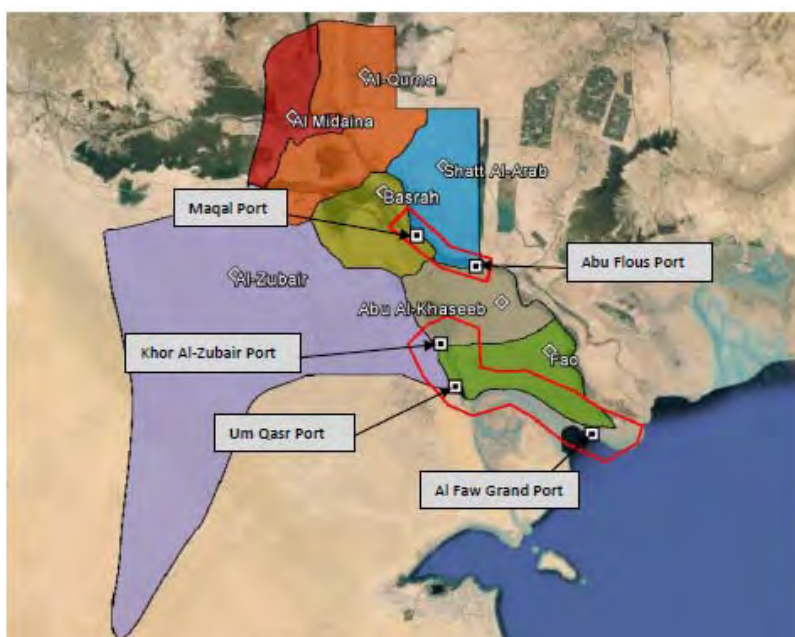 Al-Qurna
Al Midaina
Shatt Al-Arab
Basrah
Maqal Port
Abu Flous Port
Al-Zubair
Abu Al-Khaseeb
Khor Al-Zubair Port
Fao
Um Qasr Port
Al Faw Grand Port